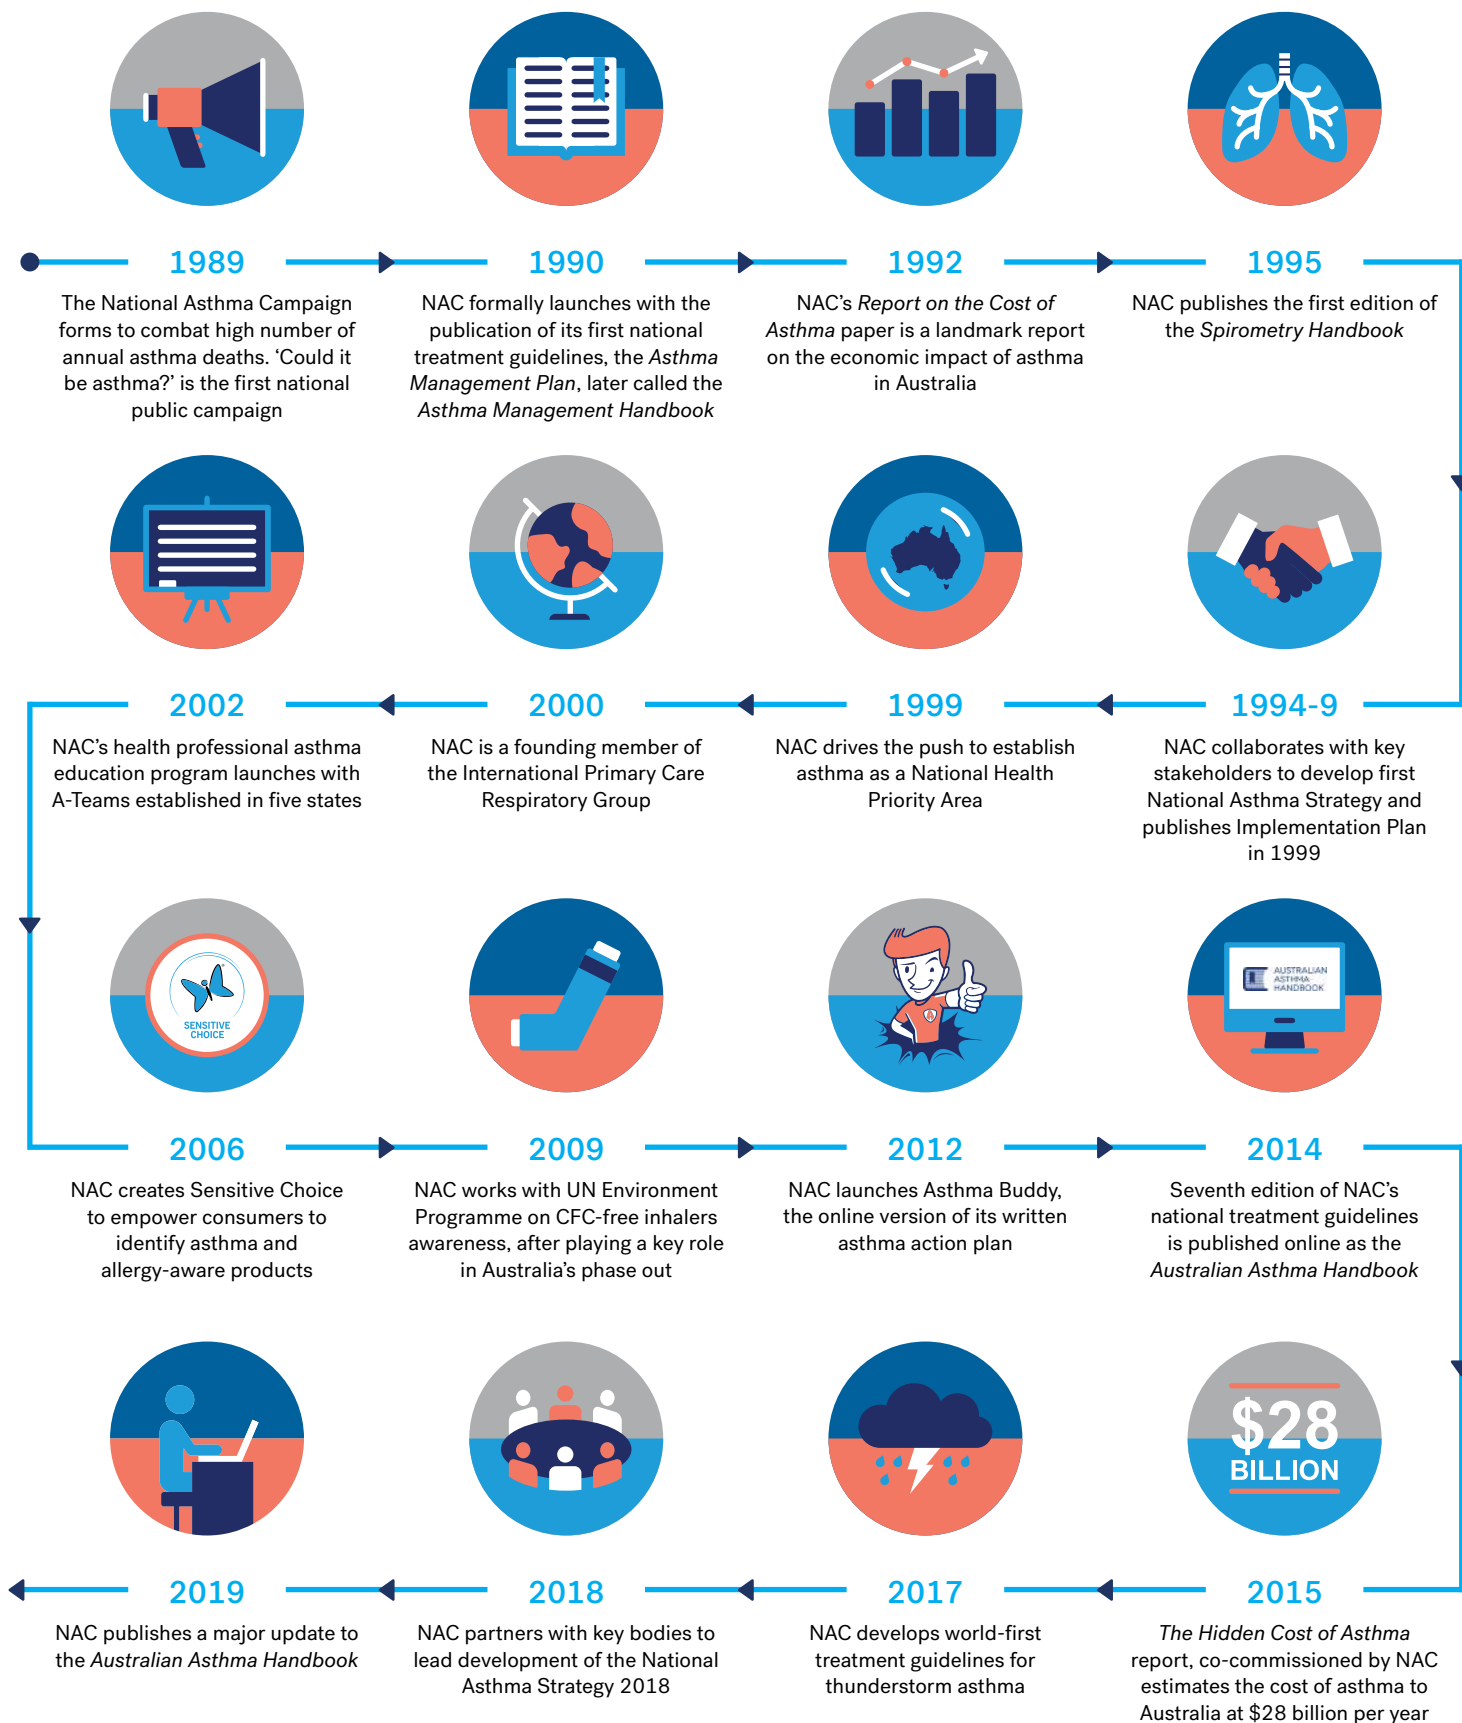 1989
The National Asthma Campaign
forms to combat high number of
annual asthma deaths. ‘Could it
be asthma?’ is the first national
public campaign
1990
NAC formally launches with the
publication of its first national
treatment guidelines, the Asthma
Management Plan, later called the
Asthma Management Handbook
1992
NAC’s Report on the Cost of
Asthma paper is a landmark report
on the economic impact of asthma
in Australia
1995
NAC publishes the first edition of
the Spirometry Handbook
1994-9
NAC collaborates with key
stakeholders to develop first
National Asthma Strategy and
publishes Implementation Plan
in 1999
1999
NAC drives the push to establish
asthma as a National Health
Priority Area
2000
NAC is a founding member of
the International Primary Care
Respiratory Group
2002
NAC’s health professional asthma
education program launches with
A-Teams established in five states
SENSITIVE
CHOICE
2006
NAC creates Sensitive Choice
to empower consumers to
identify asthma and
allergy-aware products
2009
NAC works with UN Environment
Programme on CFC-free inhalers
awareness, after playing a key role
in Australia’s phase out
2012
NAC launches Asthma Buddy,
the online version of its written
asthma action plan
AUSTRALIAN
ASTHMA
HANDBOOK
2014
Seventh edition of NAC’s
national treatment guidelines
is published online as the
Australian Asthma Handbook
$28
BILLION
2015
The Hidden Cost of Asthma
report, co-commissioned by NAC
estimates the cost of asthma to
Australia at $28 billion per year
2017
NAC develops world-first
treatment guidelines for
thunderstorm asthma
2018
NAC partners with key bodies to
lead development of the National
Asthma Strategy 2018
2019
NAC publishes a major update to
the Australian Asthma Handbook